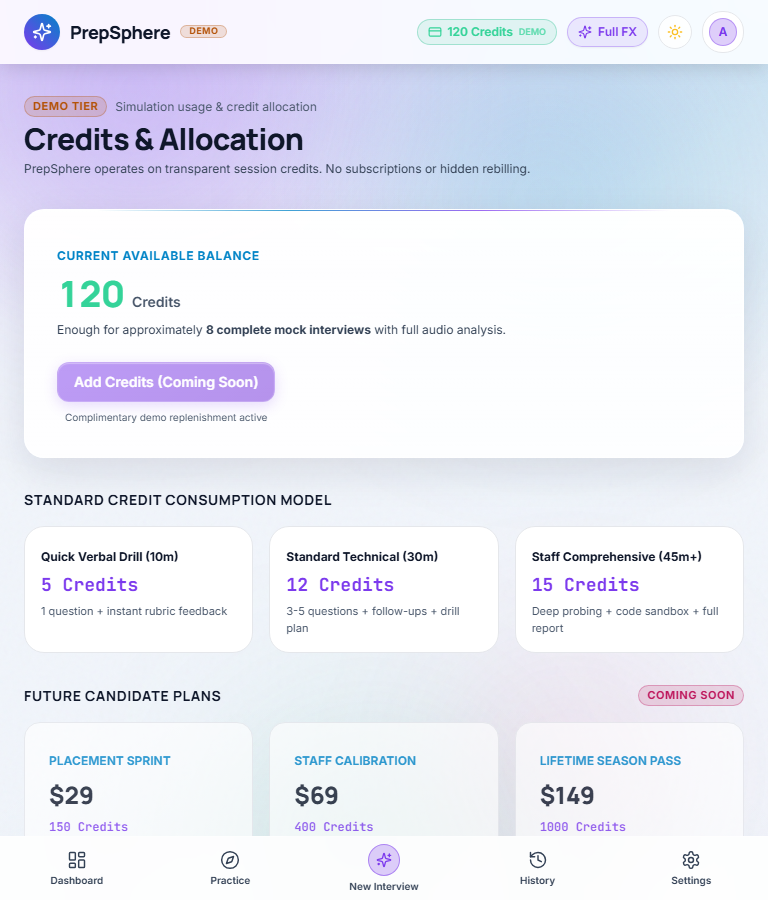 PrepSphere DEMO
120 Credits DEMO
Full FX
A
DEMO TIER Simulation usage & credit allocation
Credits & Allocation
PrepSphere operates on transparent session credits. No subscriptions or hidden rebilling.
CURRENT AVAILABLE BALANCE
120 Credits
Enough for approximately 8 complete mock interviews with full audio analysis.
Add Credits (Coming Soon)
Complimentary demo replenishment active
STANDARD CREDIT CONSUMPTION MODEL
Quick Verbal Drill (10m)
5 Credits
1 question + instant rubric feedback
Standard Technical (30m)
12 Credits
3-5 questions + follow-ups + drill
plan
Staff Comprehensive (45m+)
15 Credits
Deep probing + code sandbox + full
report
FUTURE CANDIDATE PLANS
COMING SOON
PLACEMENT SPRINT
$29
150 Credits
STAFF CALIBRATION
$69
400 Credits
LIFETIME SEASON PASS
$149
1000 Credits
Dashboard
Practice
New Interview
History
Settings